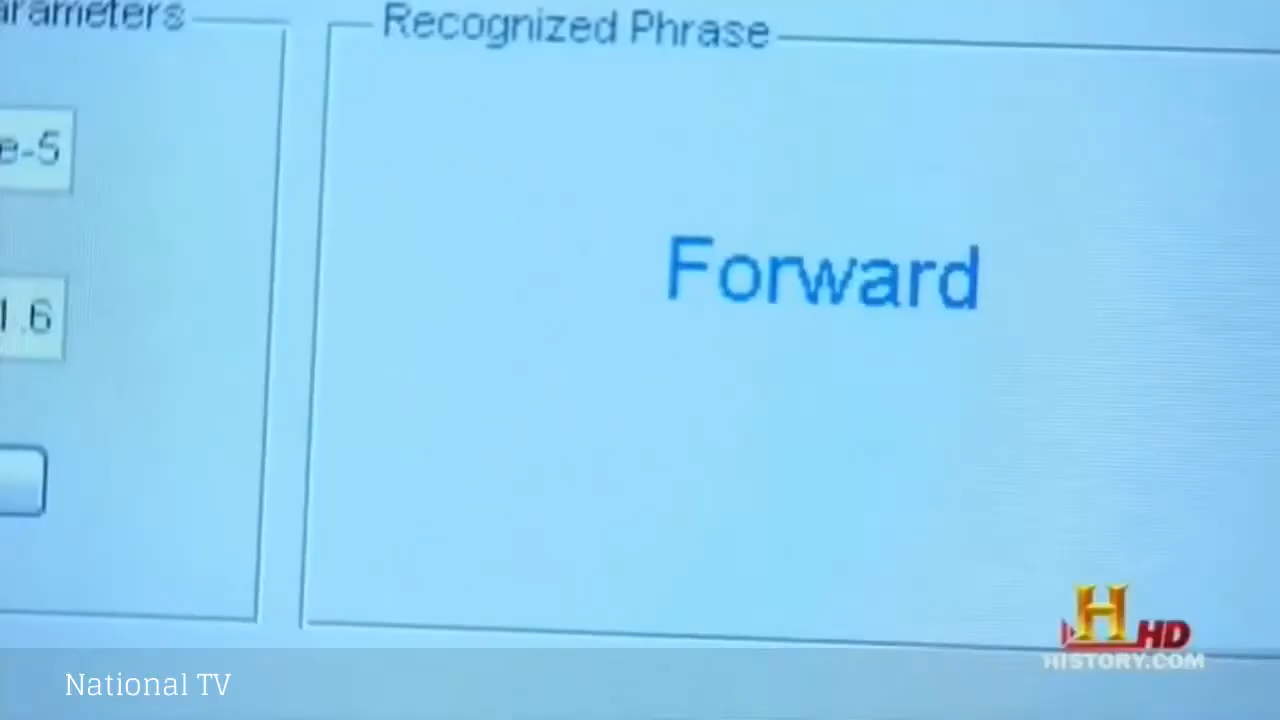 arameters
Recognized Phrase
e-5
Forward
1.6
H HD
HISTORY.COM
National TV